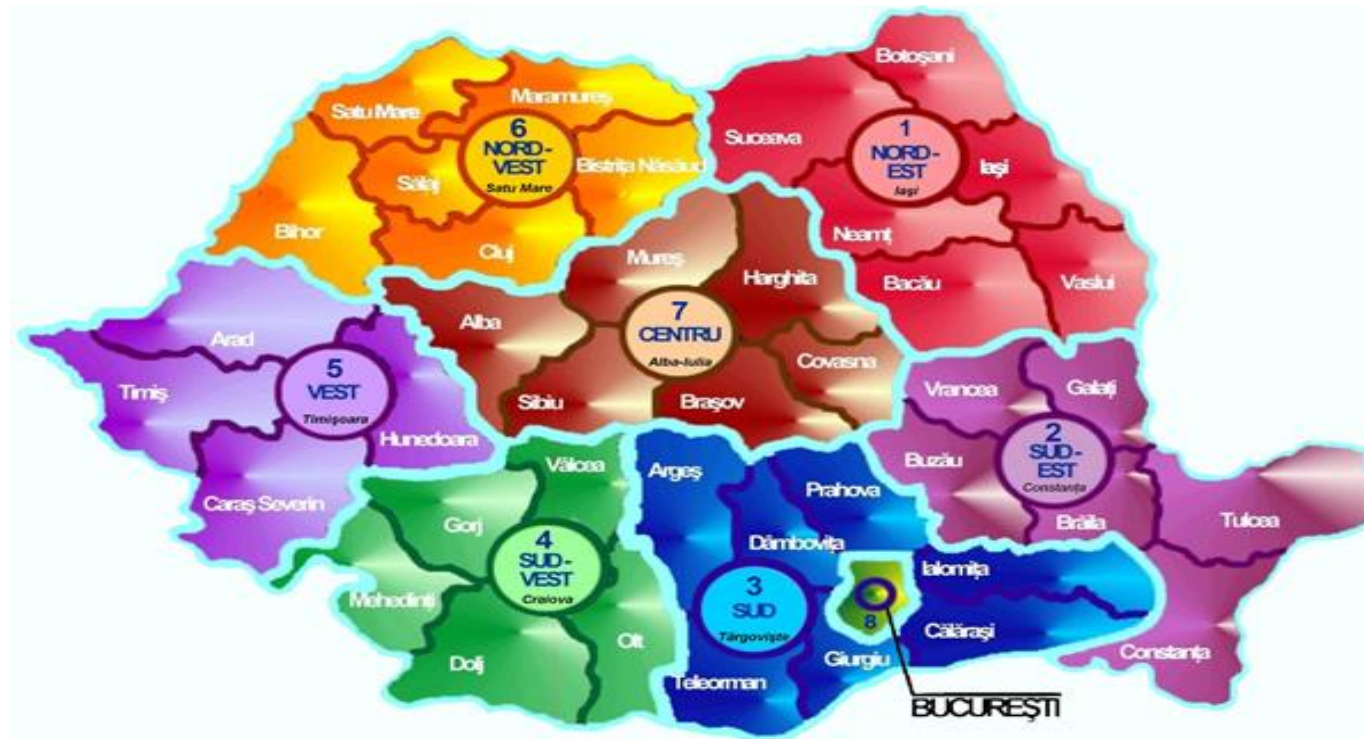 Botoşani
Satu Mare
Maramureş
Suceava
6
NORD-
VEST
Satu Mare
1
NORD-
EST
Iaşi
Bistriţa Năsăud
Iaşi
Sălaj
Bihor
Cluj
Neamţ
Mureş
Harghita
Bacău
Vaslui
Alba
7
CENTRU
Alba-Iulia
Arad
Timiş
5
VEST
Timişoara
Covasna
Vrancea
Galaţi
Sibiu
Braşov
Hunedoara
Buzău
2
SUD-
EST
Constanţa
Caraş Severin
Vâlcea
Argeş
Prahova
Gorj
Brăila
Tulcea
Dâmboviţa
4
SUD-
VEST
Craiova
Ialomiţa
3
SUD
Târgovişte
Mehedinţi
8
Călăraşi
Olt
Dolj
Giurgiu
Constanţa
Teleorman
BUCUREŞTI